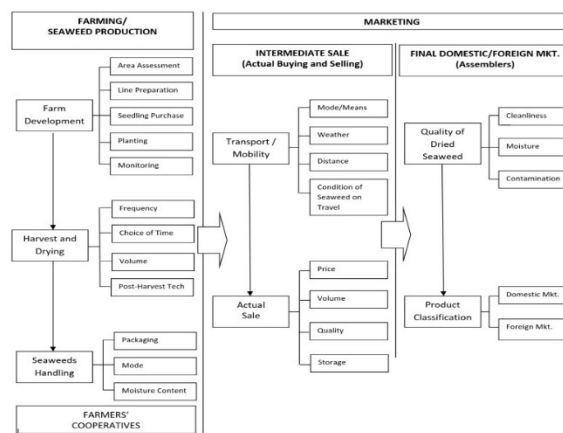 FARMING/
SEAWEED PRODUCTION
Area Assessment
Line Preparation
Farm
Development
Seedling Purchase
Planting
Monitoring
Frequency
Choice of Time
Harvest and
Drying
Volume
Post-Harvest Tech
Packaging
Seaweeds
Handling
Mode
Moisture Content
FARMERS'
COOPERATIVES
MARKETING
INTERMEDIATE SALE
(Actual Buying and Selling)
Mode/Means
Weather
Transport /
Mobility
Distance
Condition of
Seaweed on
Travel
Price
Volume
Actual
Sale
Quality
Storage
FINAL DOMESTIC/FOREIGN MKT.
(Assemblers)
Cleanliness
Quality of
Dried
Seaweed
Moisture
Contamination
Domestic Mkt.
Product
Classification
Foreign Mkt.